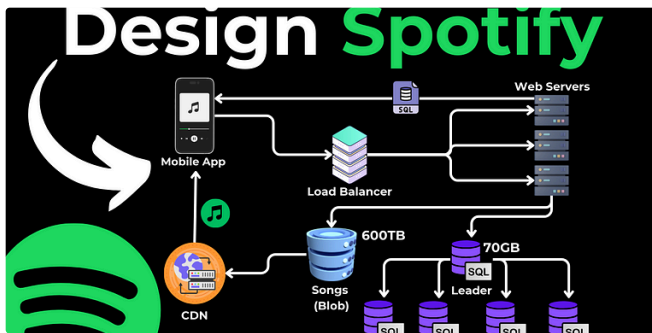 Design Spotify
Web Servers
SQL
Mobile App
Load Balancer
600TB
70GB
SQL
Songs
(Blob)
Leader
CDN
SQL
SQL
SQL
SQL